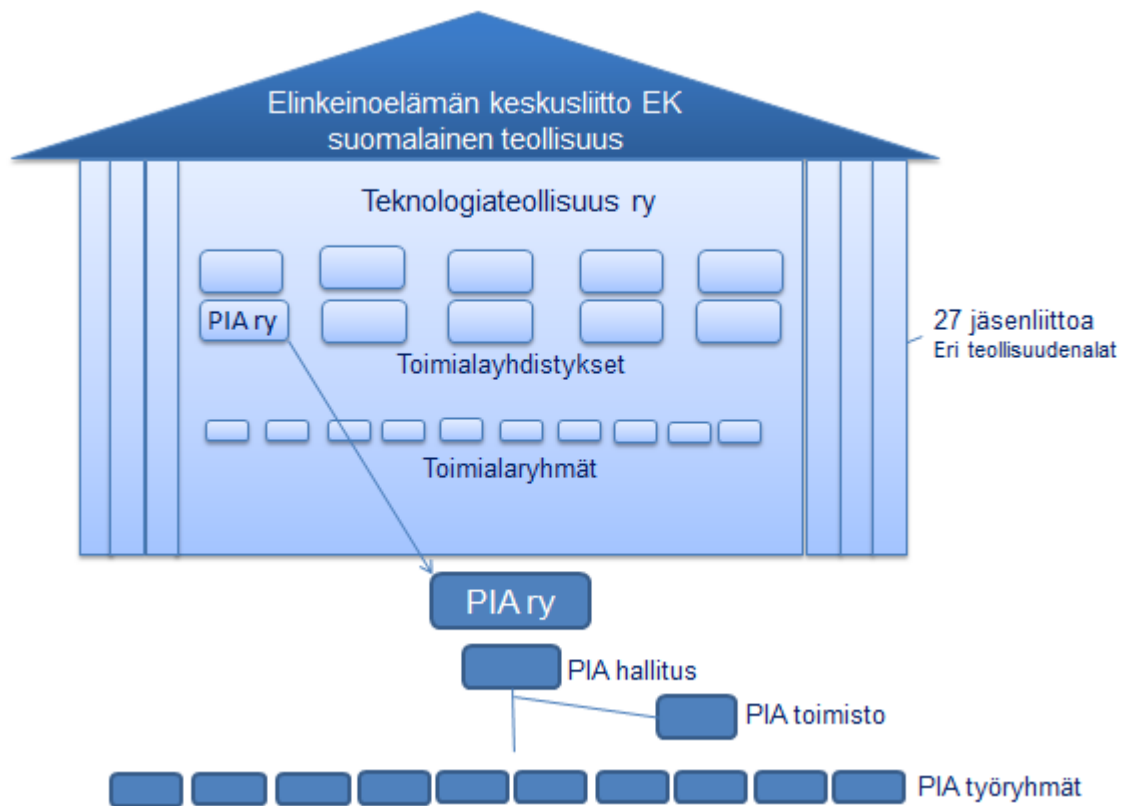 Elinkeinoelämän keskusliitto EK
suomalainen teollisuus
Teknologiateollisuus ry
PIA ry
Toimialayhdistykset
27 jäsenliittoa
Eri teollisuudenalat
Toimialaryhmät
PIA ry
PIA hallitus
PIA toimisto
PIA työryhmät